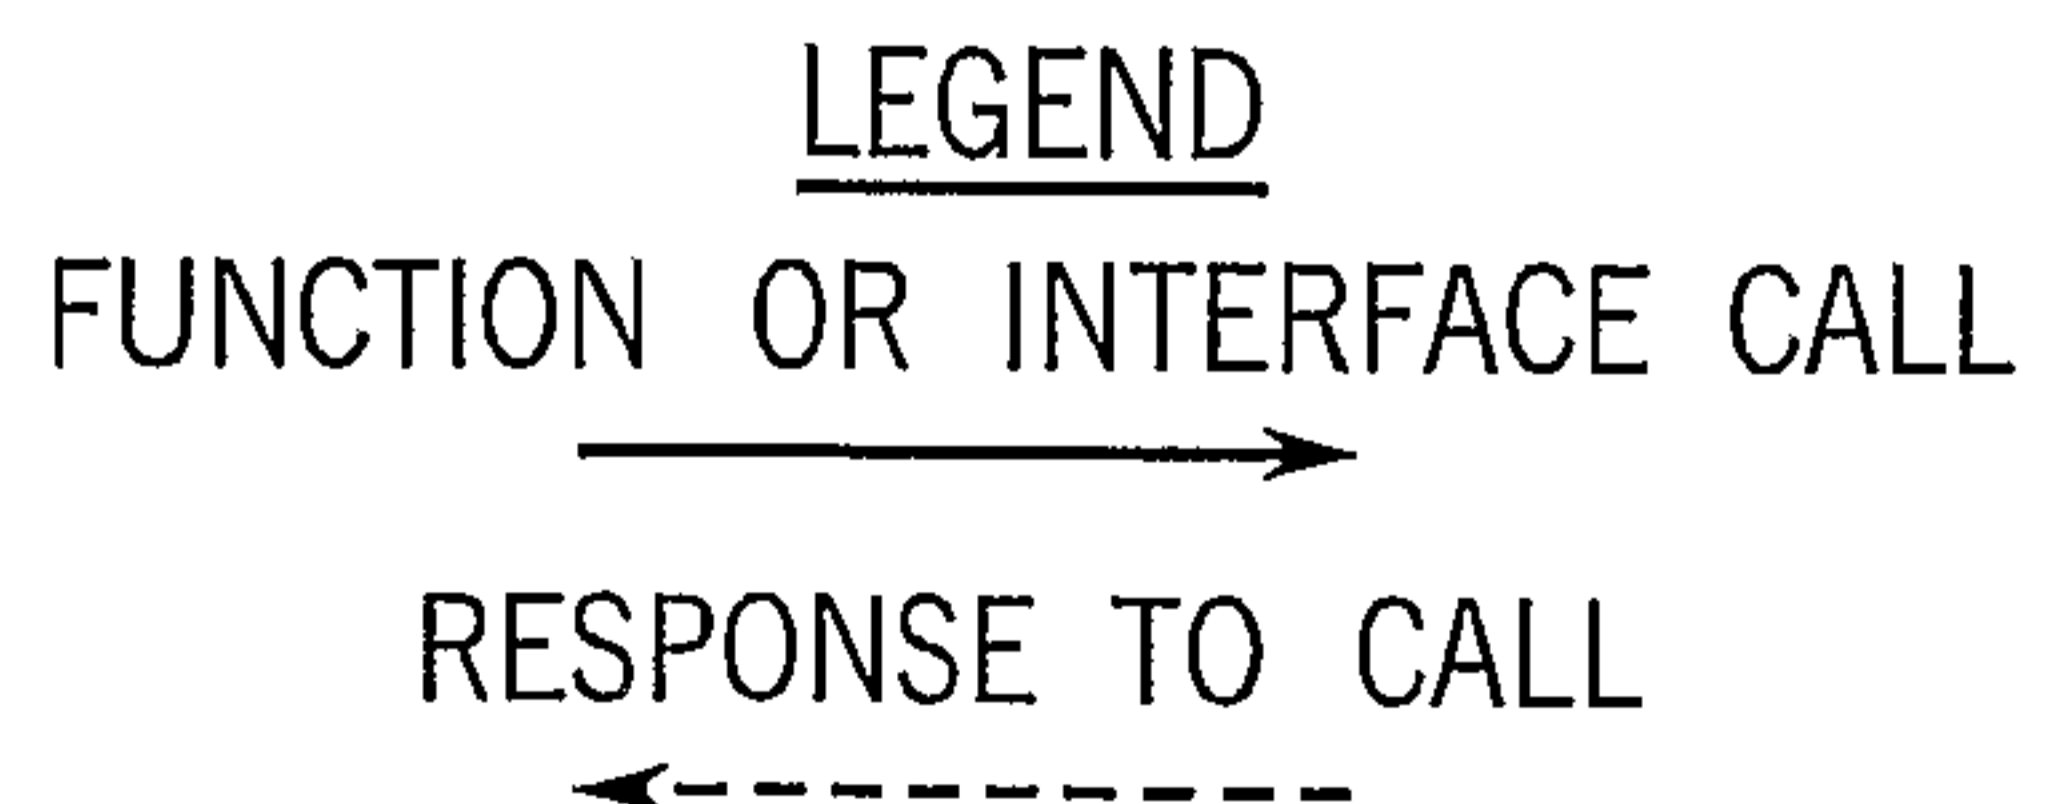 LEGEND
FUNCTION OR INTERFACE CALL
RESPONSE TO CALL